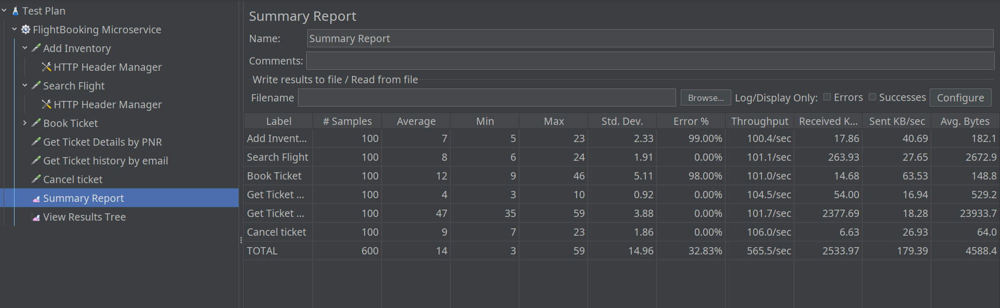 Test Plan
FlightBooking Microservice
Add Inventory
HTTP Header Manager
Search Flight
HTTP Header Manager
Book Ticket
Get Ticket Details by PNR
Get Ticket history by email
Cancel ticket
Summary Report
View Results Tree
Summary Report
Name: Summary Report
Comments:
Write results to file / Read from file
Filename Browse... Log/Display Only: Errors Successes Configure
Label # Samples Average Min Max Std. Dev. Error % Throughput Received K... Sent KB/sec Avg. Bytes
Add Invent... 100 7 5 23 2.33 99.00% 100.4/sec 17.86 40.69 182.1
Search Flight 100 8 6 24 1.91 0.00% 101.1/sec 263.93 27.65 2672.9
Book Ticket 100 12 9 46 5.11 98.00% 101.0/sec 14.68 63.53 148.8
Get Ticket ... 100 4 3 10 0.92 0.00% 104.5/sec 54.00 16.94 529.2
Get Ticket ... 100 47 35 59 3.88 0.00% 101.7/sec 2377.69 18.28 23933.7
Cancel ticket 100 9 7 23 1.86 0.00% 106.0/sec 6.63 26.93 64.0
TOTAL 600 14 3 59 14.96 32.83% 565.5/sec 2533.97 179.39 4588.4